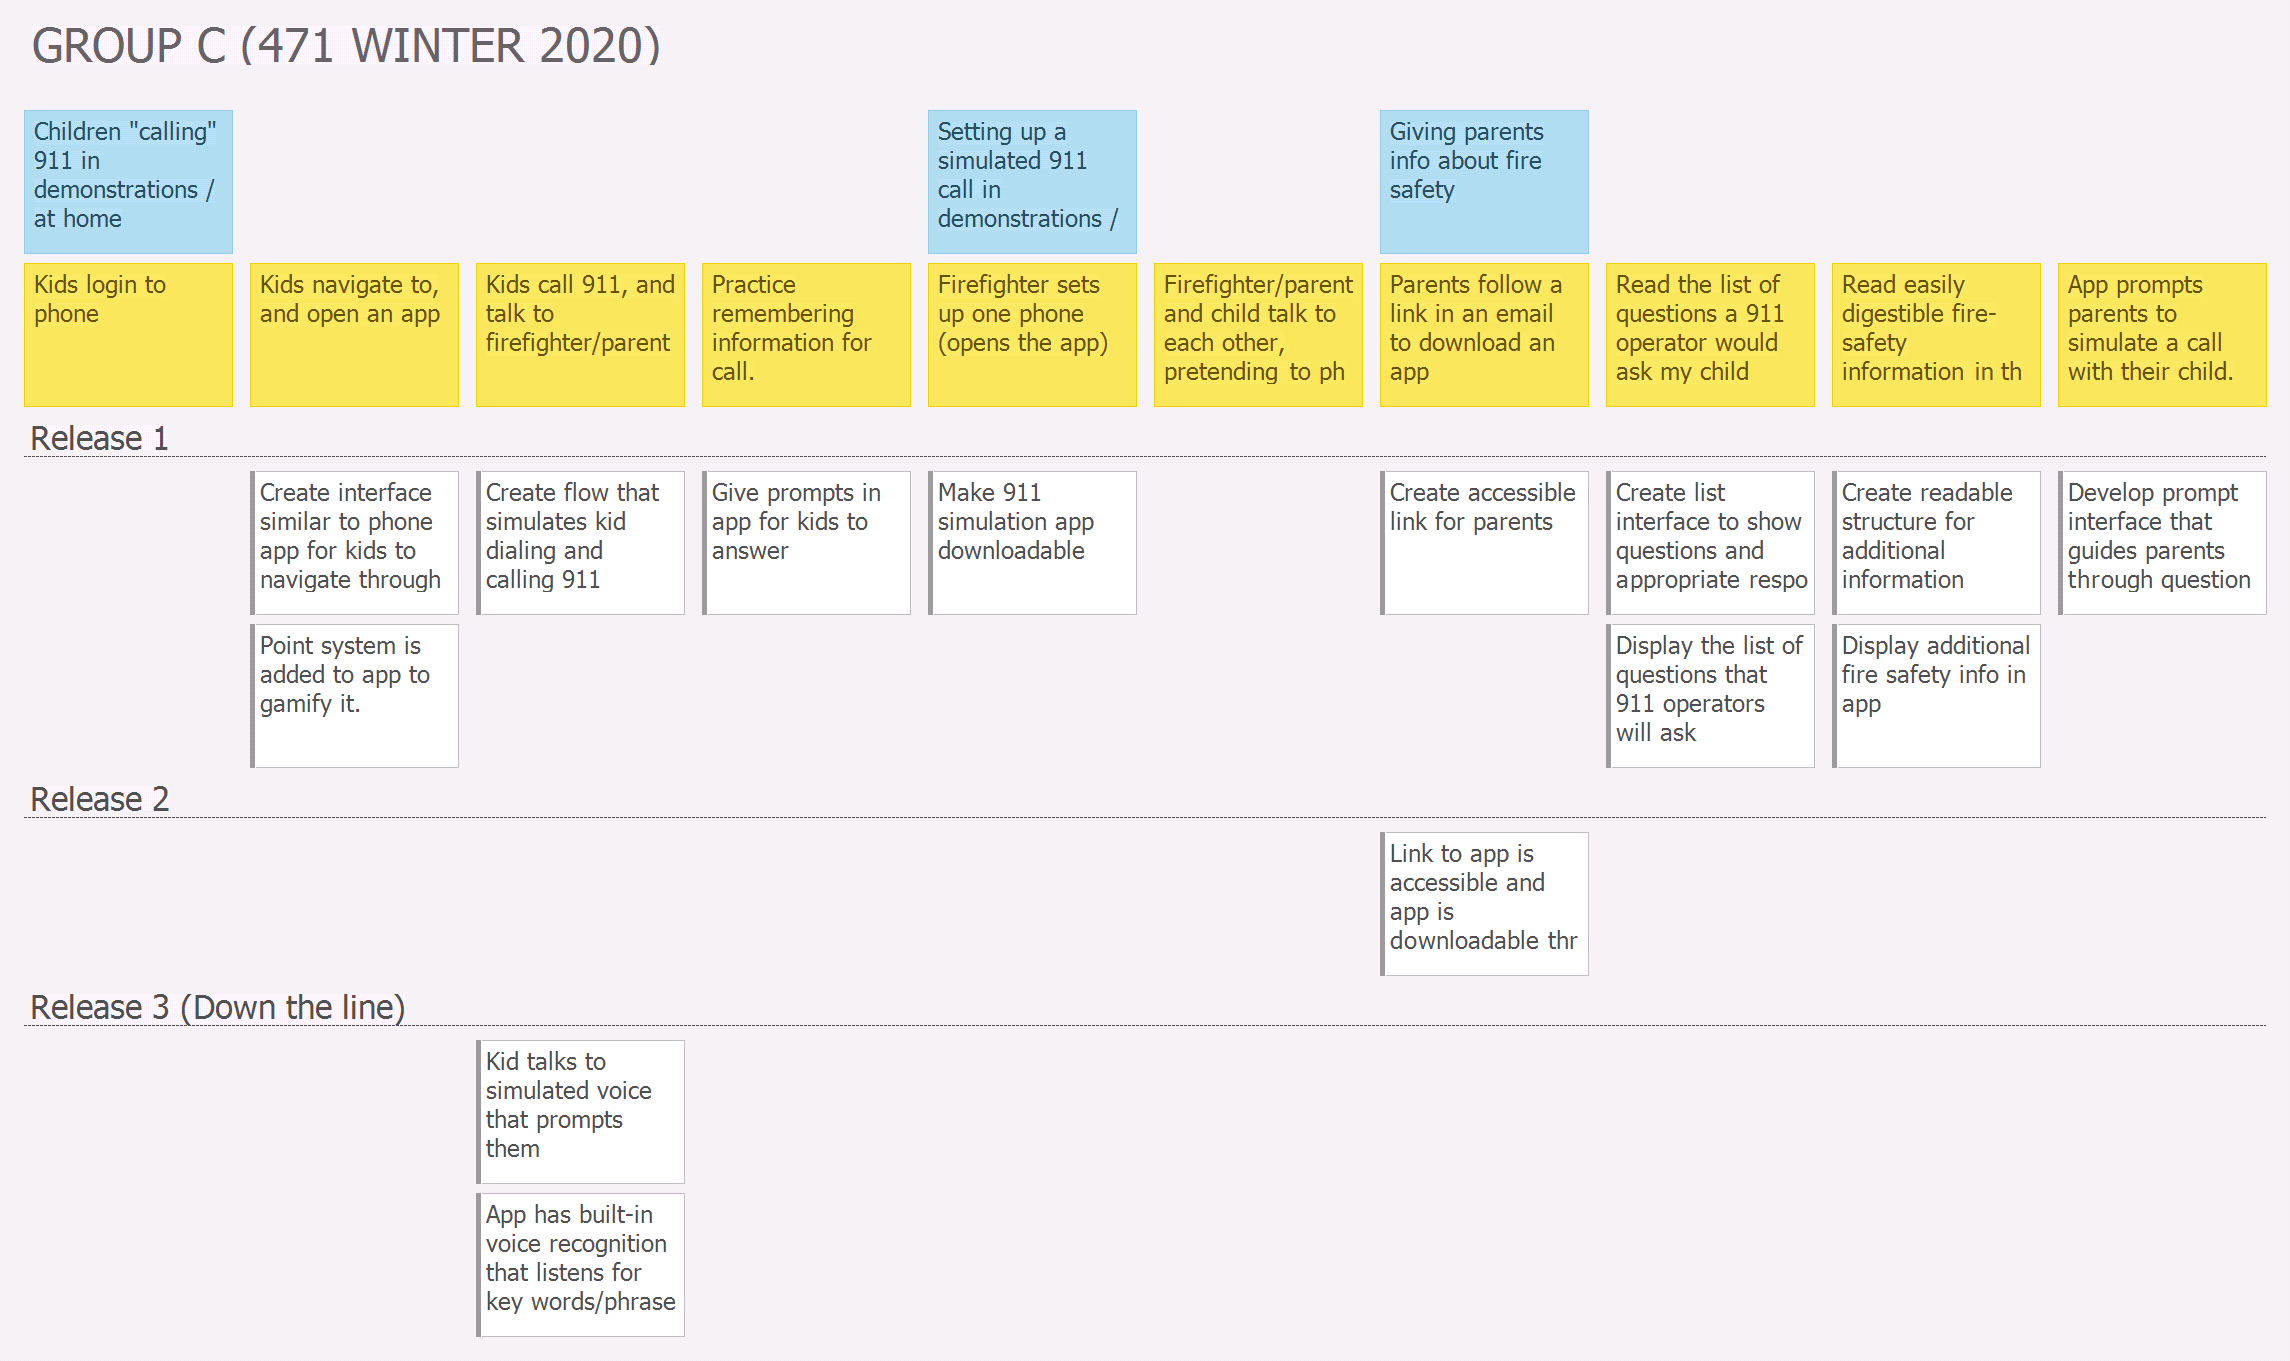 GROUP C (471 WINTER 2020)
Children "calling"
911 in
demonstrations /
at home
Setting up a
simulated 911
call in
demonstrations /
Giving parents
info about fire
safety
Kids login to
phone
Kids navigate to,
and open an app
Kids call 911, and
talk to
firefighter/parent
Practice
remembering
information for
call.
Firefighter sets
up one phone
(opens the app)
Firefighter/parent
and child talk to
each other,
pretending to ph
Parents follow a
link in an email
to download an
app
Read the list of
questions a 911
operator would
ask my child
Read easily
digestible fire-
safety
information in th
App prompts
parents to
simulate a call
with their child.
Release 1
Create interface
similar to phone
app for kids to
navigate through
Create flow that
simulates kid
dialing and
calling 911
Give prompts in
app for kids to
answer
Make 911
simulation app
downloadable
Create accessible
link for parents
Create list
interface to show
questions and
appropriate respo
Create readable
structure for
additional
information
Develop prompt
interface that
guides parents
through question
Point system is
added to app to
gamify it.
Display the list of
questions that
911 operators
will ask
Display additional
fire safety info in
app
Release 2
Link to app is
accessible and
app is
downloadable thr
Release 3 (Down the line)
Kid talks to
simulated voice
that prompts
them
App has built-in
voice recognition
that listens for
key words/phrase